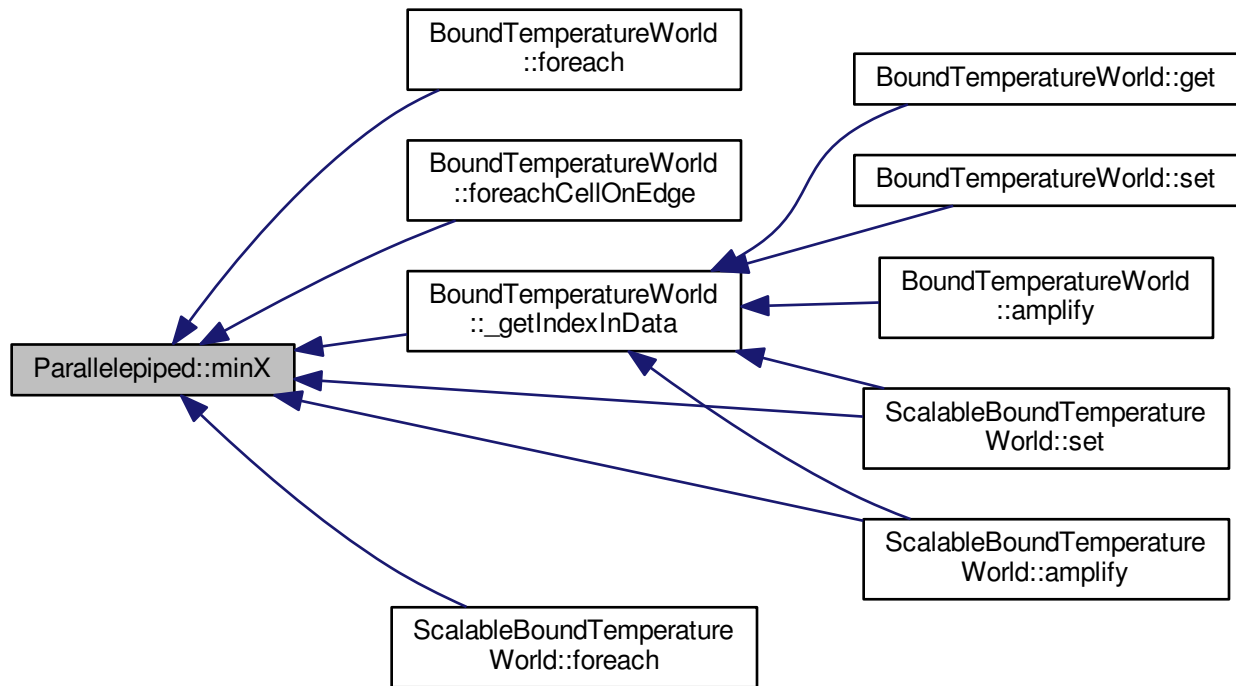 BoundTemperatureWorld
::foreach
BoundTemperatureWorld::get
BoundTemperatureWorld
::foreachCellOnEdge
BoundTemperatureWorld::set
BoundTemperatureWorld
::_getIndexInData
BoundTemperatureWorld
::amplify
Parallelepiped::minX
ScalableBoundTemperature
World::set
ScalableBoundTemperature
World::amplify
ScalableBoundTemperature
World::foreach